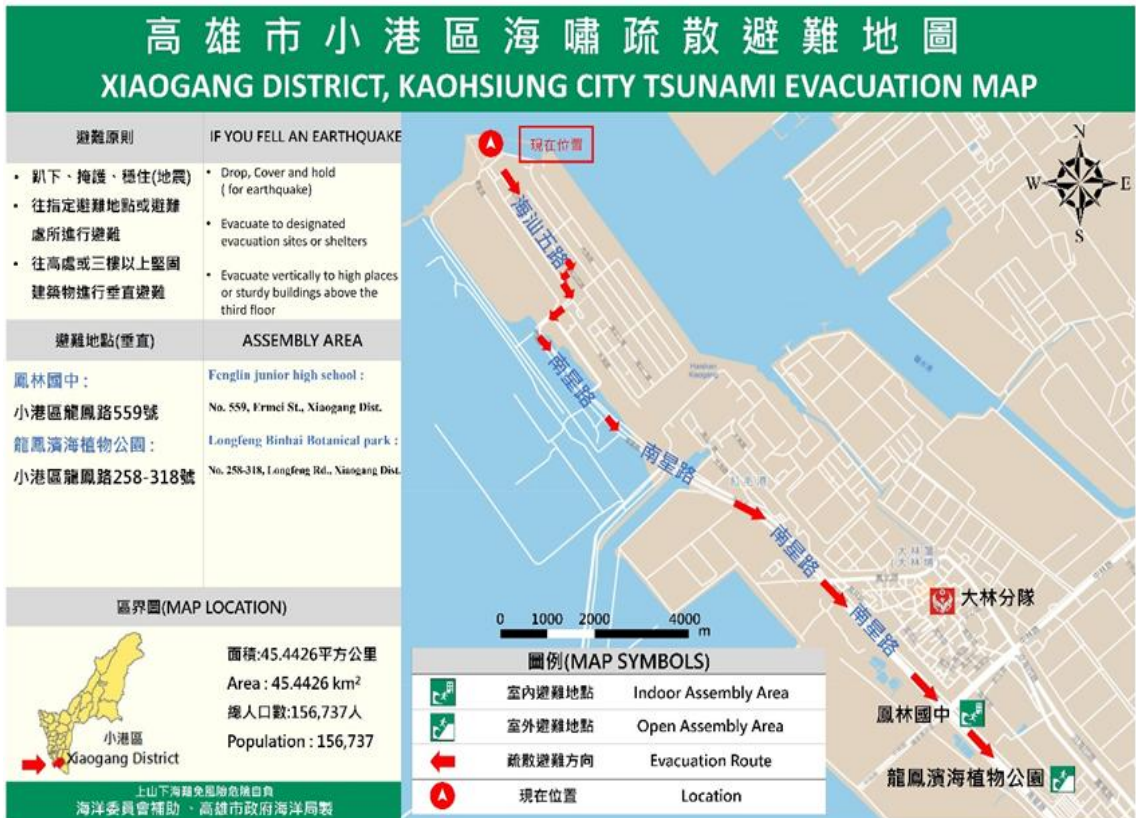 高雄市小港區海嘯疏散避難地圖
XIAOGANG DISTRICT, KAOHSIUNG CITY TSUNAMI EVACUATION MAP
避難原則
• 趴下、掩護、穩住(地震)
• 往指定避難地點或避難
處所進行避難
• 往高處或三樓以上堅固
建築物進行垂直避難
IF YOU FELL AN EARTHQUAKE
• Drop, Cover and hold
( for earthquake)
• Evacuate to designated
evacuation sites or shelters
• Evacuate vertically to high places
or sturdy buildings above the
third floor
避難地點(垂直)
鳳林國中：
小港區龍鳳路559號
龍鳳濱海植物公園：
小港區龍鳳路258-318號
ASSEMBLY AREA
Fenglin junior high school :
No. 559, Ermei St., Xiaogang Dist.
Longfeng Binhai Botanical park :
No. 258-318, Longfeng Rd., Xiaogang Dist.
區界圖(MAP LOCATION)
面積:45.4426平方公里
Area : 45.4426 km²
總人口數:156,737人
Population : 156,737
小港區
Xiaogang District
上山下海難免風險危險自負
海洋委員會補助、高雄市政府海洋局製
現在位置
N
W
E
S
海汕五路
南星路
南星路
紅毛港
南星路
南星路
大林分隊
鳳林國中
龍鳳濱海植物公園
0 1000 2000 4000
m
圖例(MAP SYMBOLS)
室內避難地點 Indoor Assembly Area
室外避難地點 Open Assembly Area
疏散避難方向 Evacuation Route
現在位置 Location